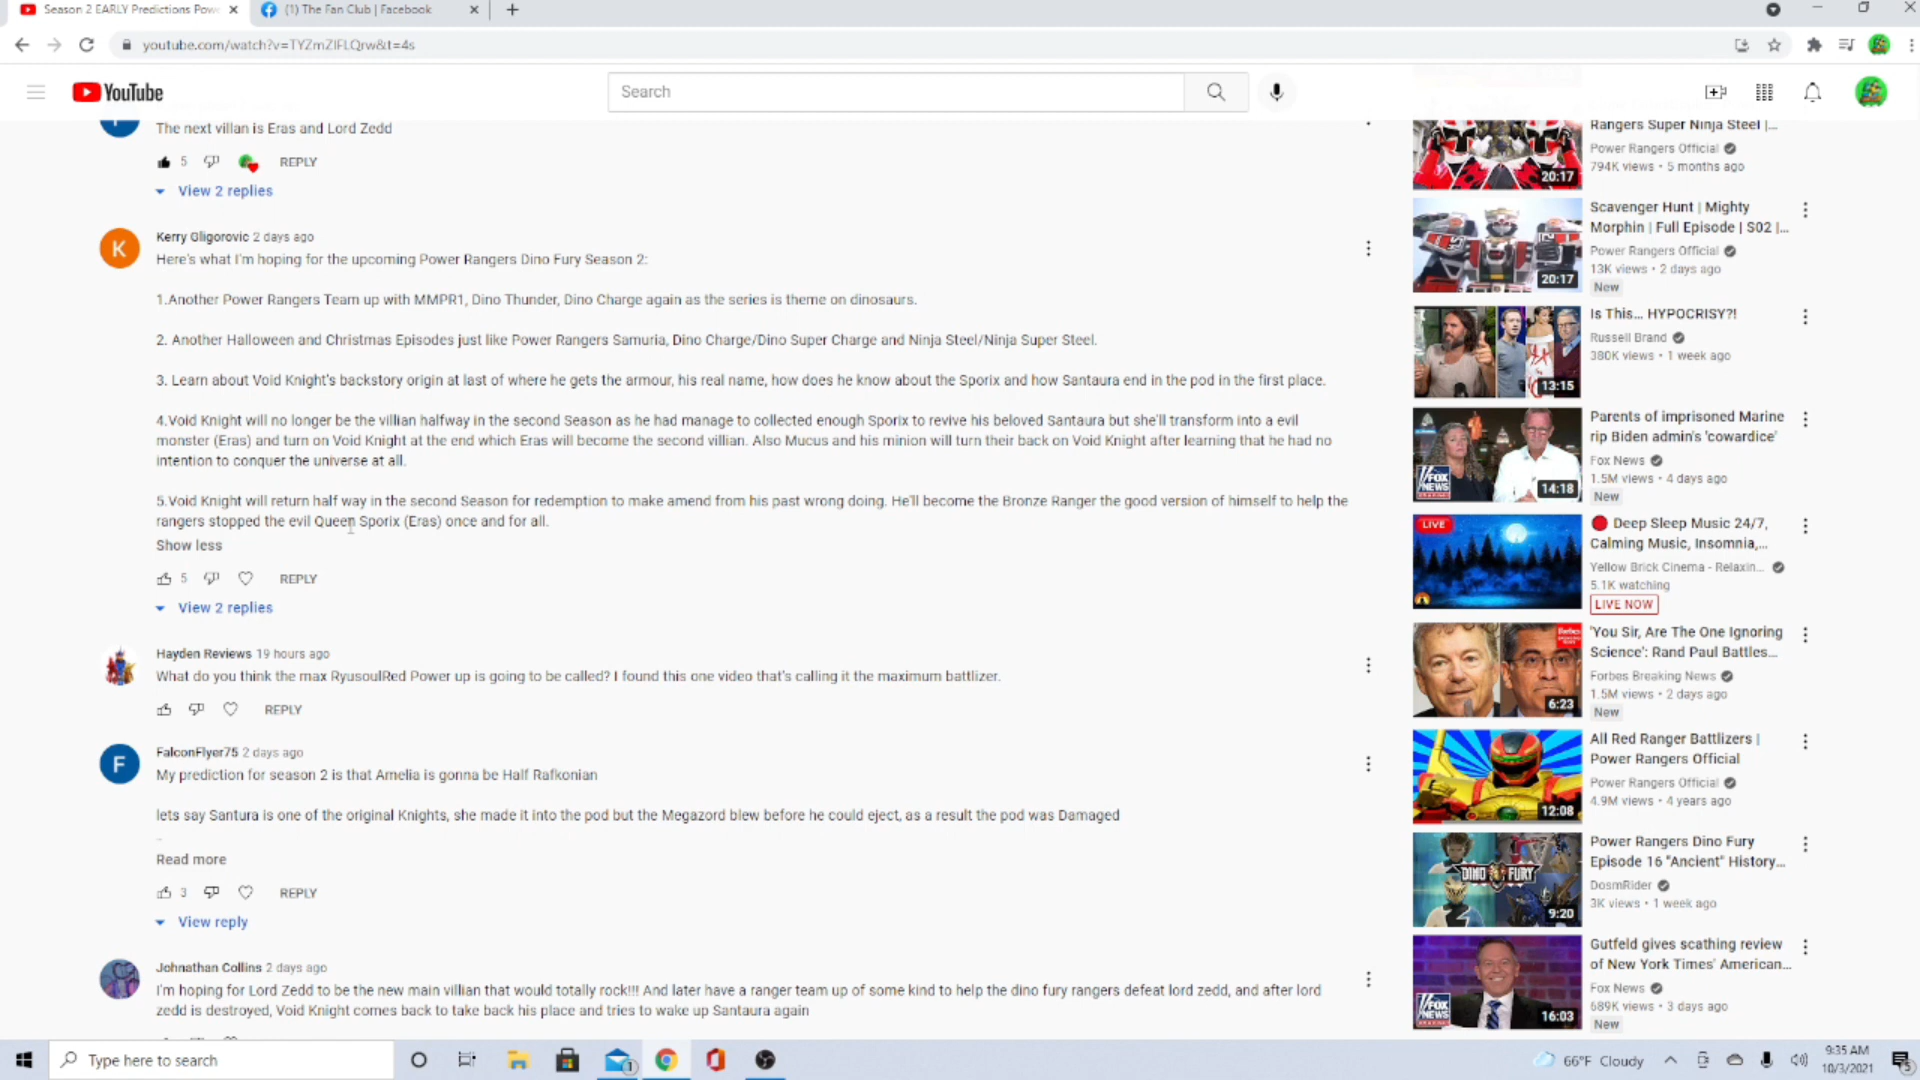 Season 2 EARLY Predictions Powe
(1) The Fan Club | Facebook
youtube.com/watch?v=TYZmZIFLQrw&t=4s
YouTube
Search
The next villan is Eras and Lord Zedd
5 REPLY
View 2 replies
K
Kerry Gligorovic 2 days ago
Here's what I'm hoping for the upcoming Power Rangers Dino Fury Season 2:
1.Another Power Rangers Team up with MMPR1, Dino Thunder, Dino Charge again as the series is theme on dinosaurs.
2. Another Halloween and Christmas Episodes just like Power Rangers Samuria, Dino Charge/Dino Super Charge and Ninja Steel/Ninja Super Steel.
3. Learn about Void Knight's backstory origin at last of where he gets the armour, his real name, how does he know about the Sporix and how Santaura end in the pod in the first place.
4.Void Knight will no longer be the villian halfway in the second Season as he had manage to collected enough Sporix to revive his beloved Santaura but she'll transform into a evil
monster (Eras) and turn on Void Knight at the end which Eras will become the second villian. Also Mucus and his minion will turn their back on Void Knight after learning that he had no
intention to conquer the universe at all.
5.Void Knight will return half way in the second Season for redemption to make amend from his past wrong doing. He'll become the Bronze Ranger the good version of himself to help the
rangers stopped the evil Queen Sporix (Eras) once and for all.
Show less
5 REPLY
View 2 replies
Hayden Reviews 19 hours ago
What do you think the max RyusoulRed Power up is going to be called? I found this one video that's calling it the maximum battlizer.
REPLY
F
FalconFlyer75 2 days ago
My prediction for season 2 is that Amelia is gonna be Half Rafkonian
lets say Santura is one of the original Knights, she made it into the pod but the Megazord blew before he could eject, as a result the pod was Damaged
..
Read more
3 REPLY
View reply
Johnathan Collins 2 days ago
I'm hoping for Lord Zedd to be the new main villian that would totally rock!!! And later have a ranger team up of some kind to help the dino fury rangers defeat lord zedd, and after lord
zedd is destroyed, Void Knight comes back to take back his place and tries to wake up Santaura again
20:17
Rangers Super Ninja Steel |...
Power Rangers Official
794K views • 5 months ago
20:17
Scavenger Hunt | Mighty
Morphin | Full Episode | S02 |...
Power Rangers Official
13K views • 2 days ago
New
13:15
Is This... HYPOCRISY?!
Russell Brand
380K views • 1 week ago
FOX NEWS
14:18
Parents of imprisoned Marine
rip Biden admin's 'cowardice'
Fox News
1.5M views • 4 days ago
New
LIVE
Deep Sleep Music 24/7,
Calming Music, Insomnia,...
Yellow Brick Cinema - Relaxin...
5.1K watching
LIVE NOW
Forbes
6:23
'You Sir, Are The One Ignoring
Science': Rand Paul Battles...
Forbes Breaking News
1.5M views • 2 days ago
New
12:08
All Red Ranger Battlizers |
Power Rangers Official
Power Rangers Official
4.9M views • 4 years ago
DINO FURY
9:20
Power Rangers Dino Fury
Episode 16 "Ancient" History...
DosmRider
3K views • 1 week ago
FOX NEWS
16:03
Gutfeld gives scathing review
of New York Times' American...
Fox News
689K views • 3 days ago
New
Type here to search
1
66°F Cloudy
9:35 AM
10/3/2021
5